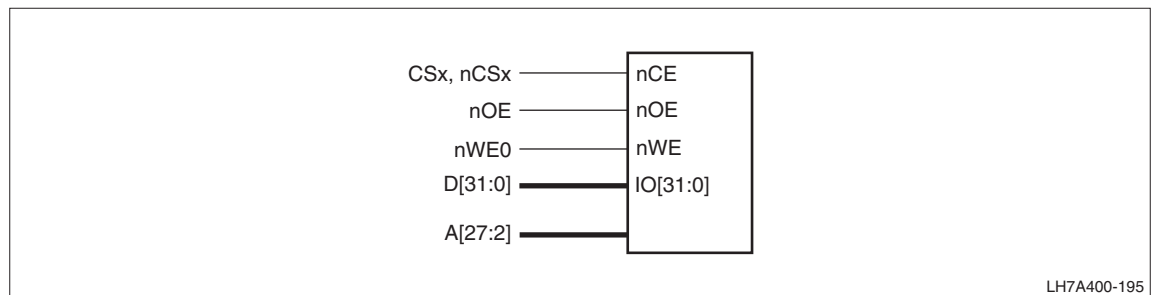 CSx, nCSx nCE
nOE nOE
nWE0 nWE
D[31:0] IO[31:0]
A[27:2]
LH7A400-195